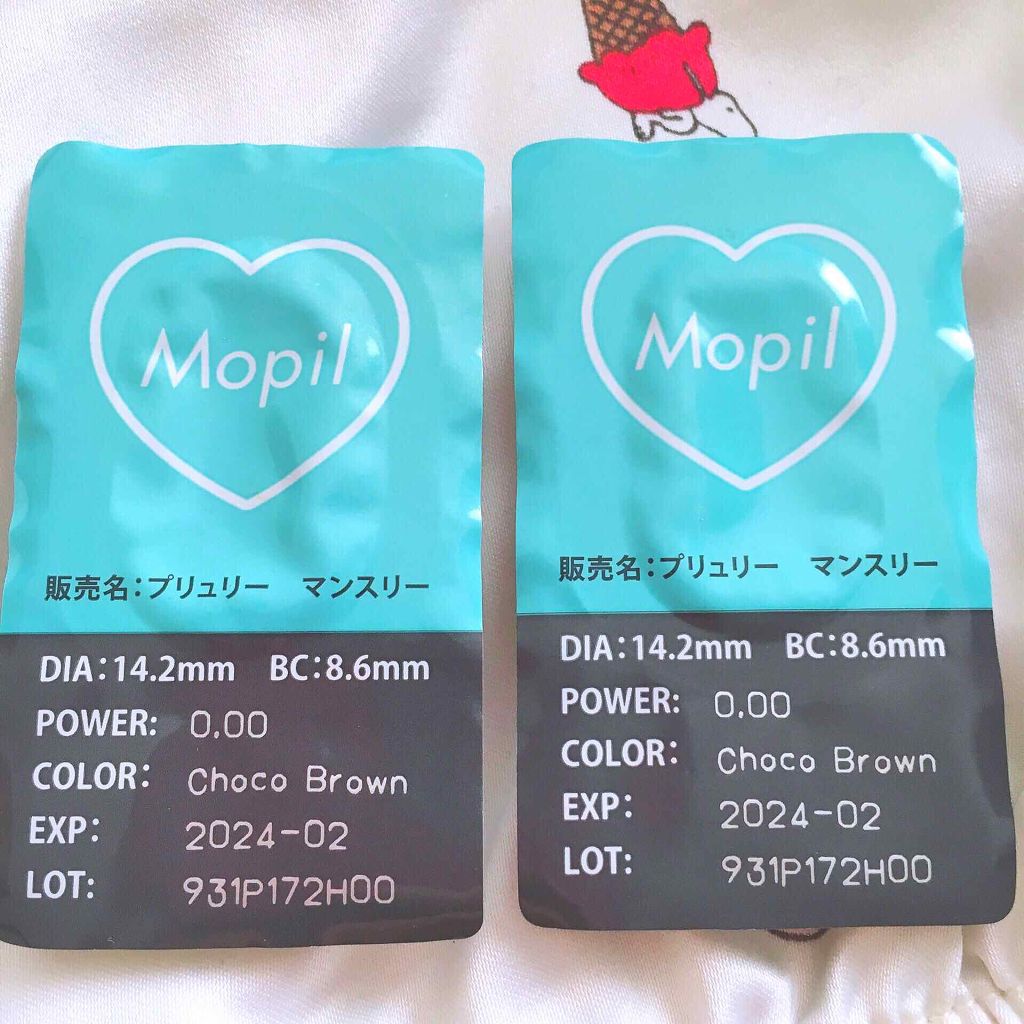 Mopil
販売名：プリュリー　マンスリー
DIA：14.2mm　BC：8.6mm
POWER: 0.00
COLOR： Choco Brown
EXP： 2024-02
LOT: 931P172H00
Mopil
販売名：プリュリー　マンスリー
DIA：14.2mm　BC：8.6mm
POWER: 0.00
COLOR： Choco Brown
EXP： 2024-02
LOT: 931P172H00